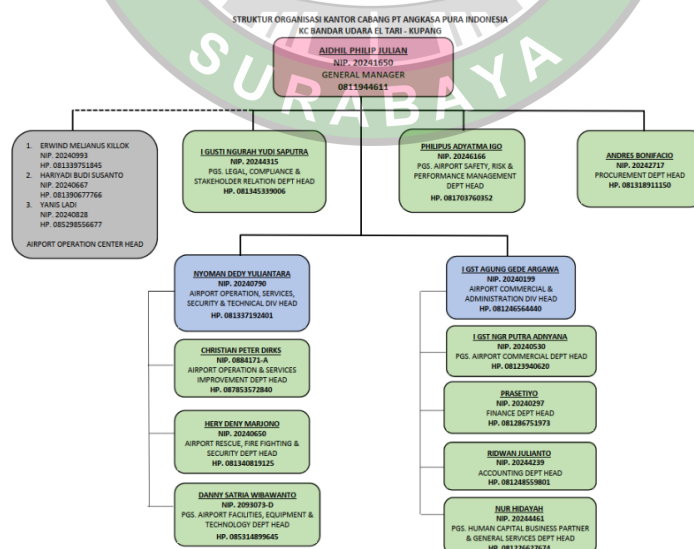 STRUKTUR ORGANISASI KANTOR CABANG PT ANGKASA PURA INDONESIA
KC BANDAR UDARA EL TARI - KUPANG
AIDHIL PHILIP JULIAN
NIP. 20241650
GENERAL MANAGER
0811944611
SURABAYA
1. ERWIND MELIANUS KILLOK
NIP. 20240993
HP. 081339751845
2. HARIYADI BUDI SUSANTO
NIP. 20240667
HP. 081390677766
3. YANIS LADI
NIP. 20240828
HP. 085298556677
AIRPORT OPERATION CENTER HEAD
I GUSTI NGURAH YUDI SAPUTRA
NIP. 20244315
PGS. LEGAL, COMPLIANCE &
STAKEHOLDER RELATION DEPT HEAD
HP. 081345339006
PHILIPUS ADYATMA IGO
NIP. 20246166
PGS. AIRPORT SAFETY, RISK &
PERFORMANCE MANAGEMENT
DEPT HEAD
HP. 081703760352
ANDRES BONIFACIO
NIP. 20242717
PROCUREMENT DEPT HEAD
HP. 081318911150
NYOMAN DEDY YULIANTARA
NIP. 20240790
AIRPORT OPERATION, SERVICES,
SECURITY & TECHNICAL DIV HEAD
HP. 081337192401
CHRISTIAN PETER DIRKS
NIP. 0884171-A
AIRPORT OPERATION & SERVICES
IMPROVEMENT DEPT HEAD
HP. 087853572840
HERY DENY MARJONO
NIP. 20240650
AIRPORT RESCUE, FIRE FIGHTING &
SECURITY DEPT HEAD
HP. 081340819125
DANNY SATRIA WIBAWANTO
NIP. 2093073-D
PGS. AIRPORT FACILITIES, EQUIPMENT &
TECHNOLOGY DEPT HEAD
HP. 085314899645
I GST AGUNG GEDE ARGAWA
NIP. 20240199
AIRPORT COMMERCIAL &
ADMINISTRATION DIV HEAD
HP. 081246564440
I GST NGR PUTRA ADNYANA
NIP. 20240530
PGS. AIRPORT COMMERCIAL DEPT HEAD
HP. 08123940620
PRASETIYO
NIP. 20240297
FINANCE DEPT HEAD
HP. 081286751973
RIDWAN JULIANTO
NIP. 20244239
ACCOUNTING DEPT HEAD
HP. 081248559801
NUR HIDAYAH
NIP. 20244461
PGS. HUMAN CAPITAL BUSINESS PARTNER
& GENERAL SERVICES DEPT HEAD
HP.